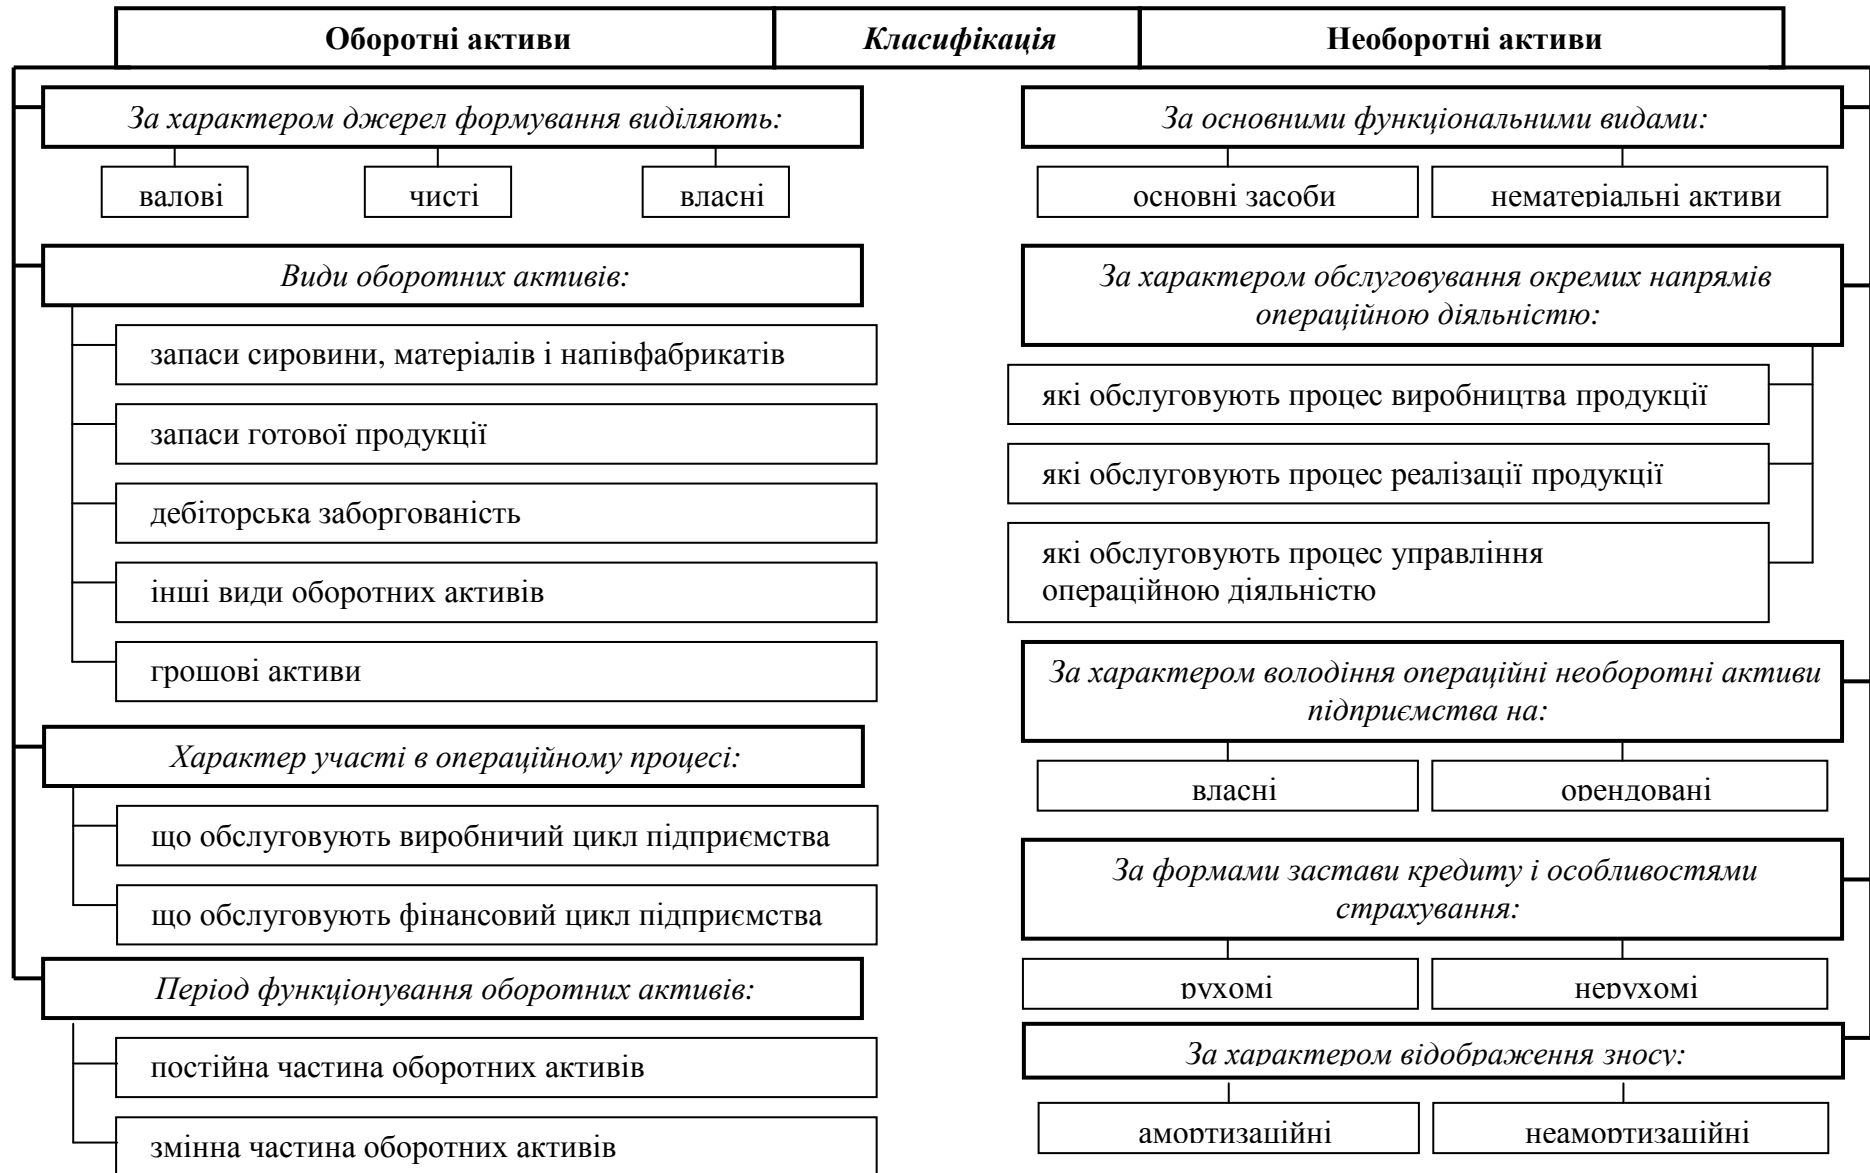 Оборотні активи
Класифікація
Необоротні активи
За характером джерел формування виділяють:
валові
чисті
власні
Види оборотних активів:
запаси сировини, матеріалів і напівфабрикатів
запаси готової продукції
дебіторська заборгованість
інші види оборотних активів
грошові активи
Характер участі в операційному процесі:
що обслуговують виробничий цикл підприємства
що обслуговують фінансовий цикл підприємства
Період функціонування оборотних активів:
постійна частина оборотних активів
змінна частина оборотних активів
За основними функціональними видами:
основні засоби
нематеріальні активи
За характером обслуговування окремих напрямів
операційною діяльністю:
які обслуговують процес виробництва продукції
які обслуговують процес реалізації продукції
які обслуговують процес управління
операційною діяльністю
За характером володіння операційні необоротні активи
підприємства на:
власні
орендовані
За формами застави кредиту і особливостями
страхування:
рухомі
нерухомі
За характером відображення зносу:
амортизаційні
неамортизаційні